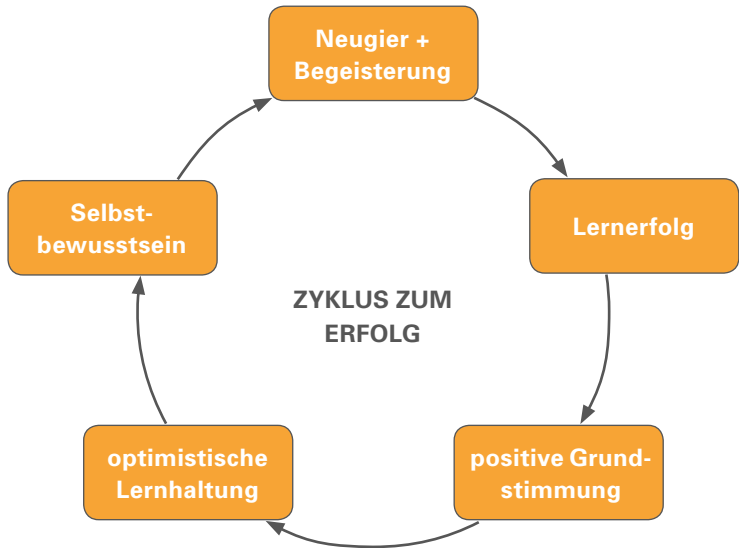 Neugier +
Begeisterung
Lernerfolg
positive Grund-
stimmung
optimistische
Lernhaltung
Selbst-
bewusstsein
ZYKLUS ZUM
ERFOLG